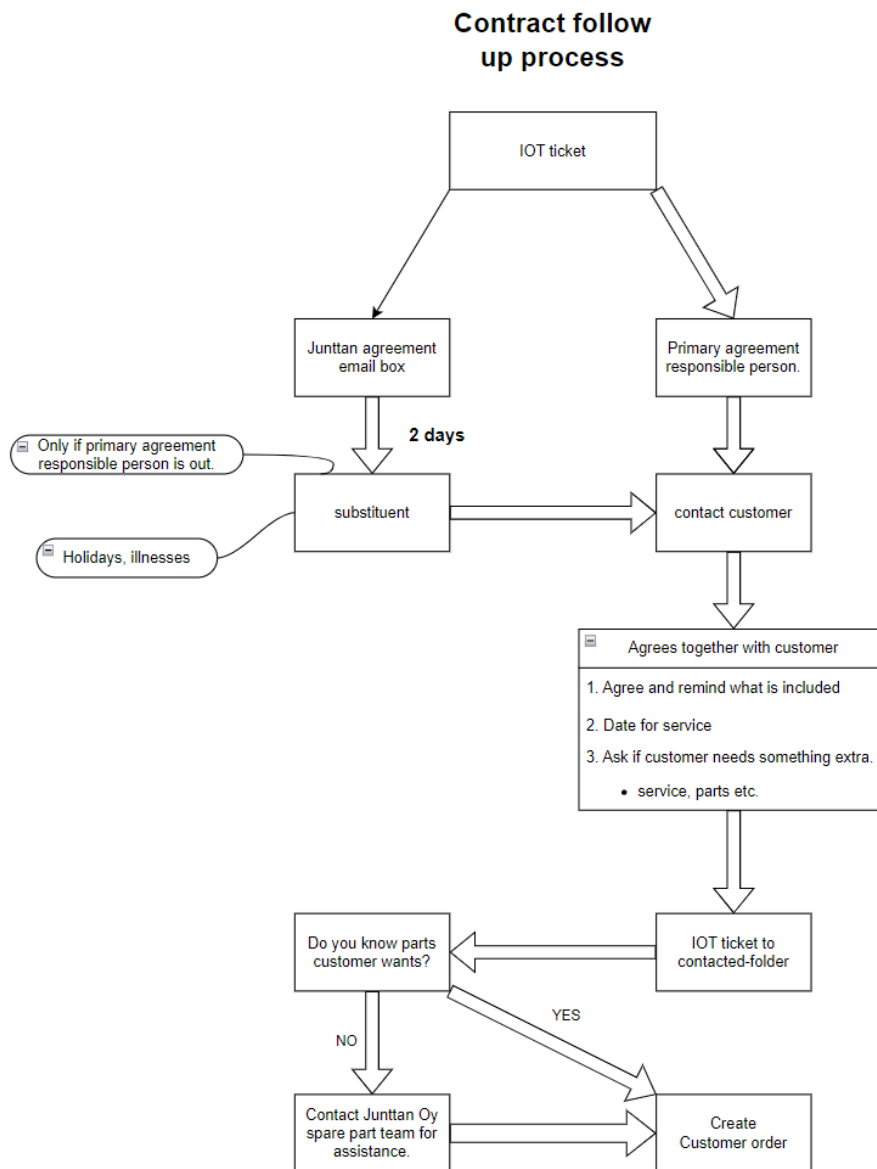 Contract follow
up process
IOT ticket
Junttan agreement
email box
Primary agreement
responsible person.
2 days
Only if primary agreement
responsible person is out.
substituent
contact customer
Holidays, illnesses
Agrees together with customer
1. Agree and remind what is included
2. Date for service
3. Ask if customer needs something extra.
• service, parts etc.
Do you know parts
customer wants?
IOT ticket to
contacted-folder
YES
NO
Contact Junttan Oy
spare part team for
assistance.
Create
Customer order